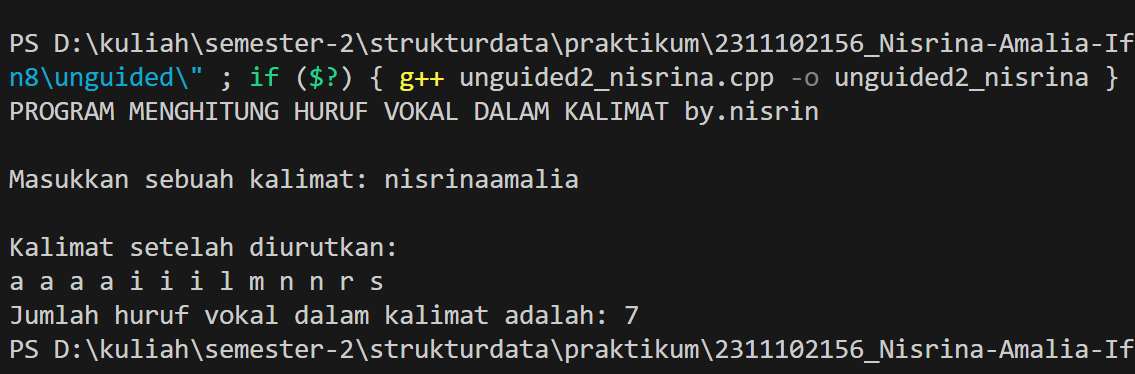 PS D:\kuliah\semester-2\strukturdata\praktikum\2311102156_Nisrina-Amalia-If
n8\unguided\" ; if ($?) { g++ unguided2_nisrina.cpp -o unguided2_nisrina }
PROGRAM MENGHITUNG HURUF VOKAL DALAM KALIMAT by.nisrin
Masukkan sebuah kalimat: nisrinaamalia
Kalimat setelah diurutkan:
a a a a i i i l m n n r s
Jumlah huruf vokal dalam kalimat adalah: 7
PS D:\kuliah\semester-2\strukturdata\praktikum\2311102156_Nisrina-Amalia-If